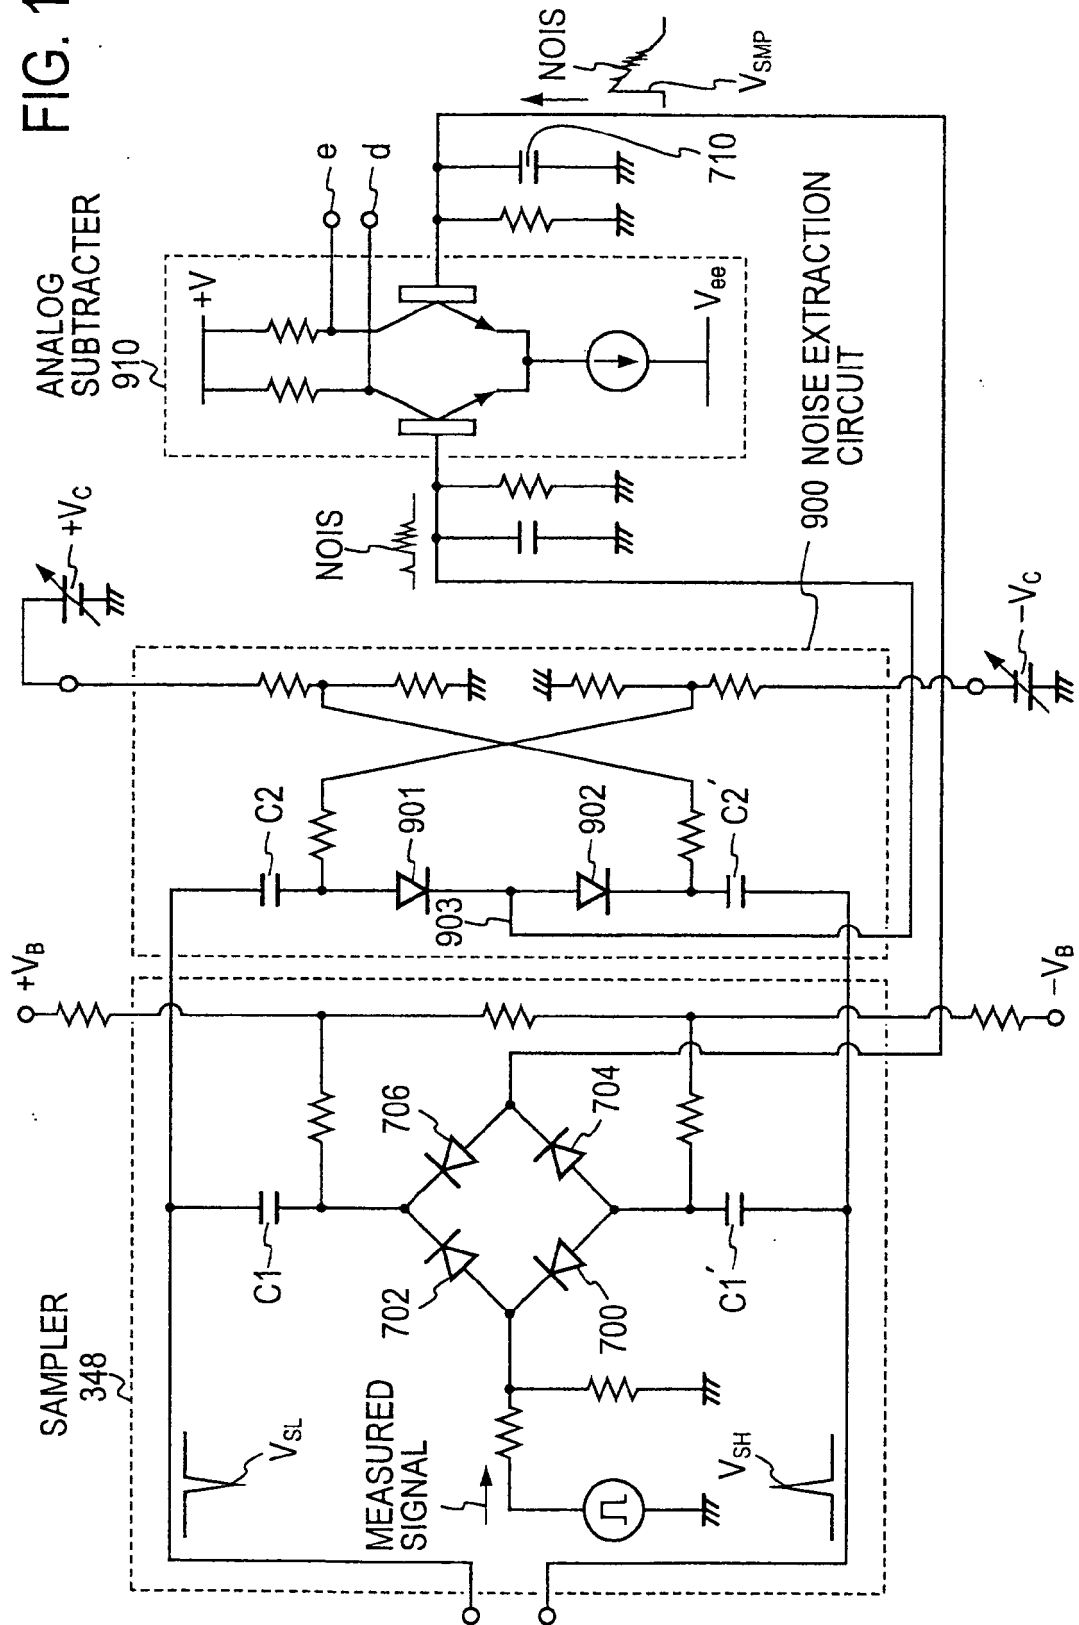 FIG. 1
SAMPLER
348
V_SL
MEASURED
SIGNAL
V_SH
C1
702
706
700
704
C1'
+V_B
-V_B
C2
901
903
902
C2'
+V_C
-V_C
900 NOISE EXTRACTION
CIRCUIT
NOIS
ANALOG
SUBTRACTER
910
+V
V_ee
e
d
710
NOIS
V_SMP